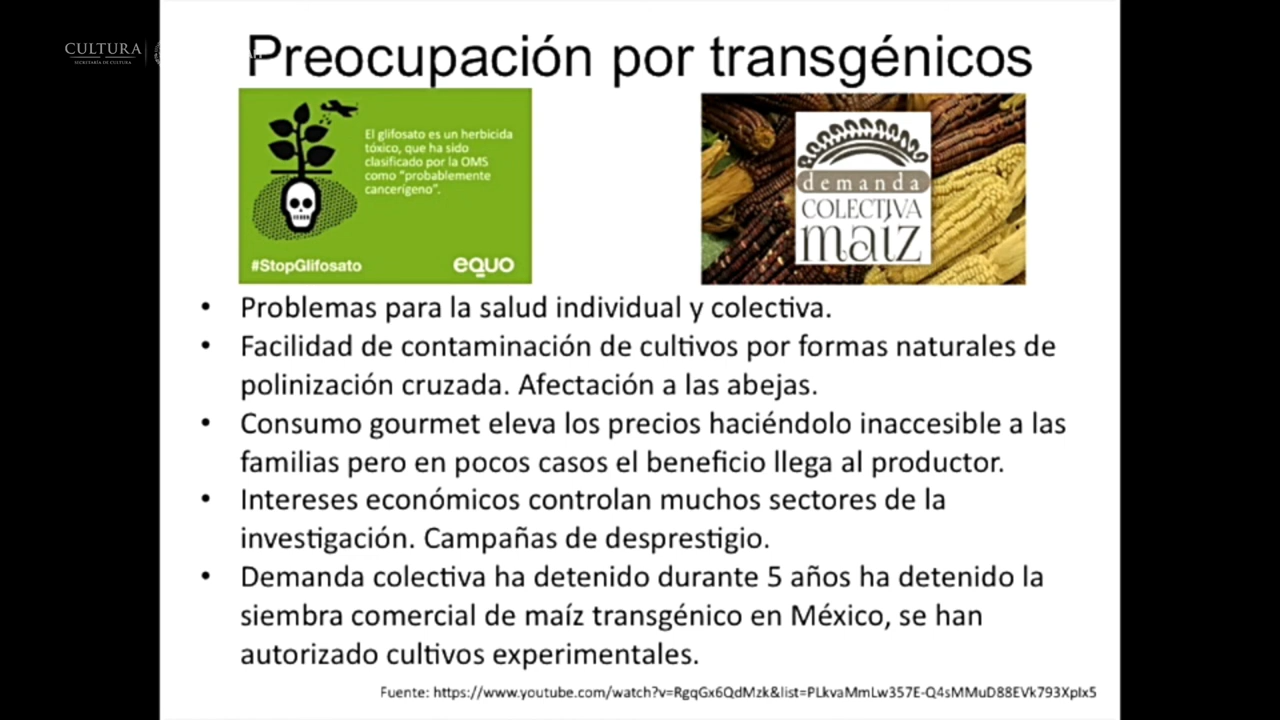 CULTURA
SECRETARÍA DE CULTURA
Preocupación por transgénicos
El glifosato es un herbicida
tóxico, que ha sido
clasificado por la OMS
como "probablemente
cancerígeno".
#StopGlifosato
equo
demanda
COLECTIVA
maíz
• Problemas para la salud individual y colectiva.
• Facilidad de contaminación de cultivos por formas naturales de
polinización cruzada. Afectación a las abejas.
• Consumo gourmet eleva los precios haciéndolo inaccesible a las
familias pero en pocos casos el beneficio llega al productor.
• Intereses económicos controlan muchos sectores de la
investigación. Campañas de desprestigio.
• Demanda colectiva ha detenido durante 5 años ha detenido la
siembra comercial de maíz transgénico en México, se han
autorizado cultivos experimentales.
Fuente: https://www.youtube.com/watch?v=RgqGx6QdMzk&list=PLkvaMmLw357E-Q4sMMuD88EVk793XpIx5